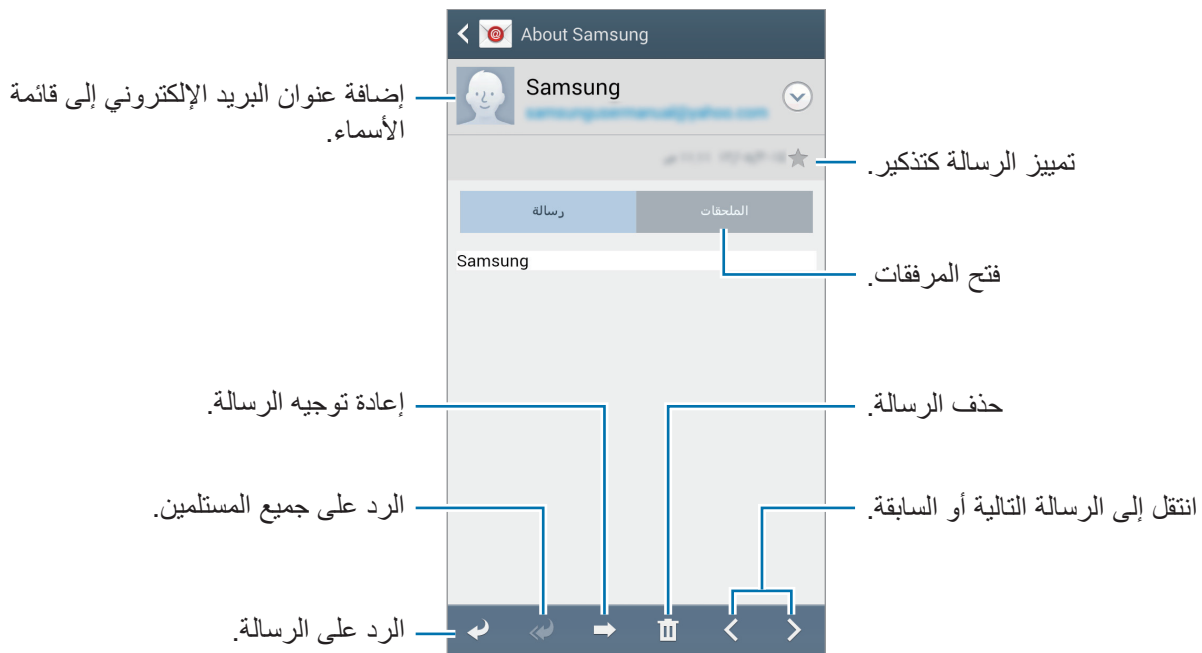 About Samsung
Samsung
إضافة عنوان البريد الإلكتروني إلى قائمة
الأسماء.
تمييز الرسالة كتذكير.
الملحقات
رسالة
Samsung
فتح المرفقات.
إعادة توجيه الرسالة.
حذف الرسالة.
الرد على جميع المستلمين.
انتقل إلى الرسالة التالية أو السابقة.
الرد على الرسالة.